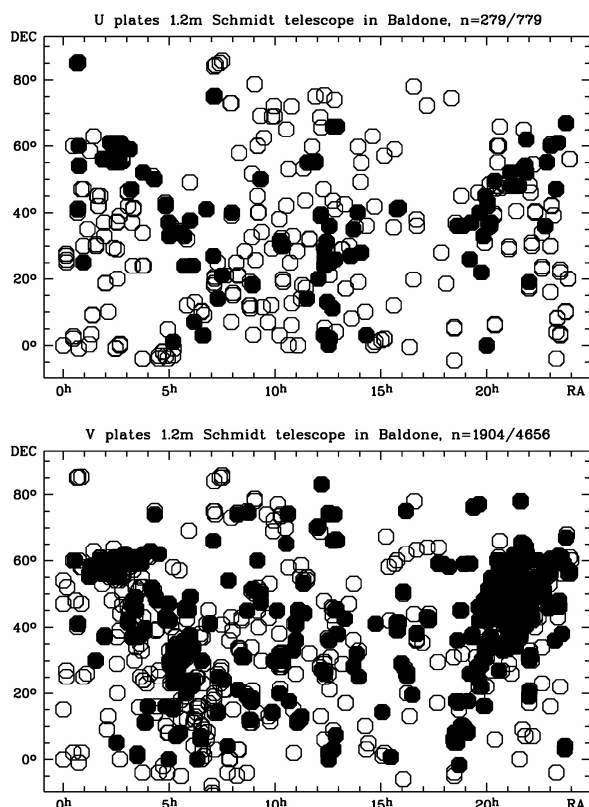 U plates 1.2m Schmidt telescope in Baldone, n=279/779
DEC
80°
60°
40°
20°
0°
0h 5h 10h 15h 20h RA
V plates 1.2m Schmidt telescope in Baldone, n=1904/4656
DEC
80°
60°
40°
20°
0°
0h 5h 10h 15h 20h RA